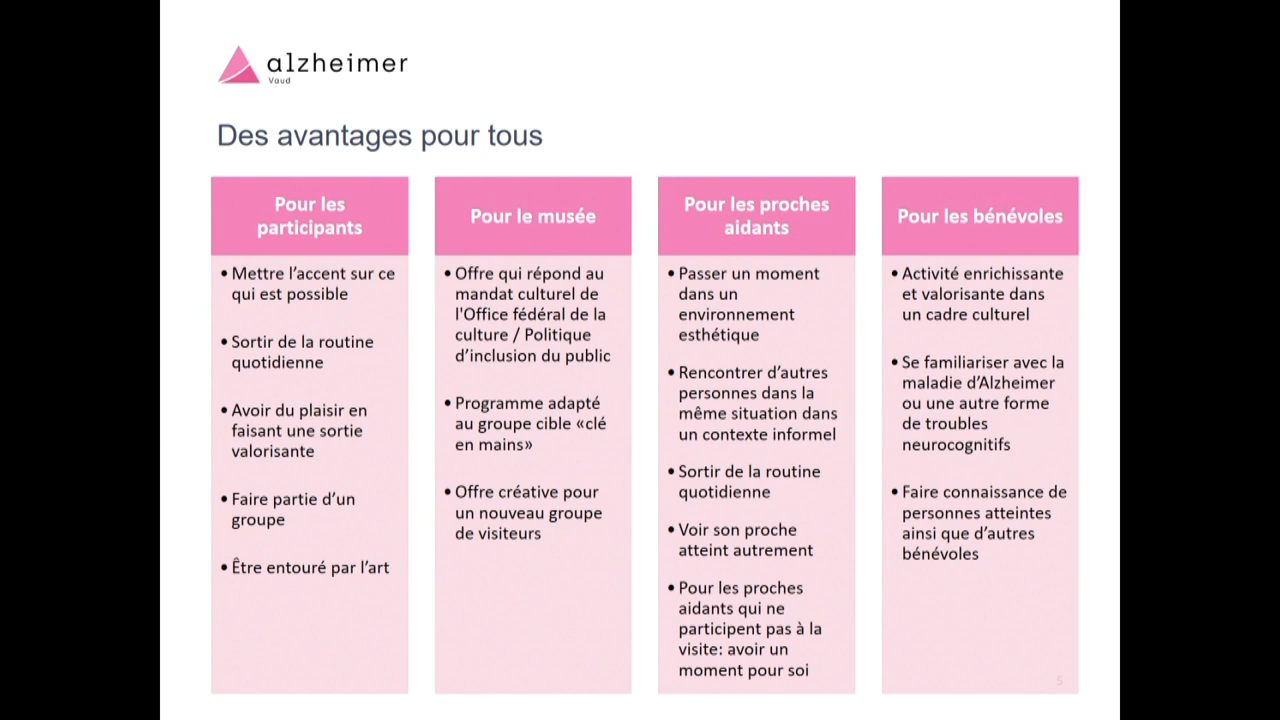 alzheimer
Vaud
Des avantages pour tous
Pour les
participants
• Mettre l’accent sur ce
qui est possible
• Sortir de la routine
quotidienne
• Avoir du plaisir en
faisant une sortie
valorisante
• Faire partie d’un
groupe
• Être entouré par l’art
Pour le musée
• Offre qui répond au
mandat culturel de
l'Office fédéral de la
culture / Politique
d’inclusion du public
• Programme adapté
au groupe cible «clé
en mains»
• Offre créative pour
un nouveau groupe
de visiteurs
Pour les proches
aidants
• Passer un moment
dans un
environnement
esthétique
• Rencontrer d’autres
personnes dans la
même situation dans
un contexte informel
• Sortir de la routine
quotidienne
• Voir son proche
atteint autrement
• Pour les proches
aidants qui ne
participent pas à la
visite: avoir un
moment pour soi
Pour les bénévoles
• Activité enrichissante
et valorisante dans
un cadre culturel
• Se familiariser avec la
maladie d’Alzheimer
ou une autre forme
de troubles
neurocognitifs
• Faire connaissance de
personnes atteintes
ainsi que d’autres
bénévoles
5